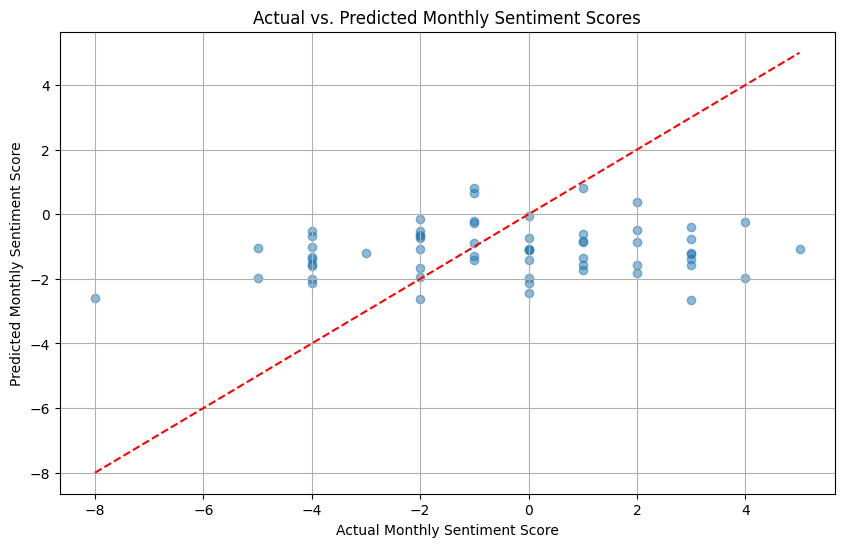 Actual vs. Predicted Monthly Sentiment Scores
Predicted Monthly Sentiment Score
4
2
0
−2
−4
−6
−8
−8 −6 −4 −2 0 2 4
Actual Monthly Sentiment Score